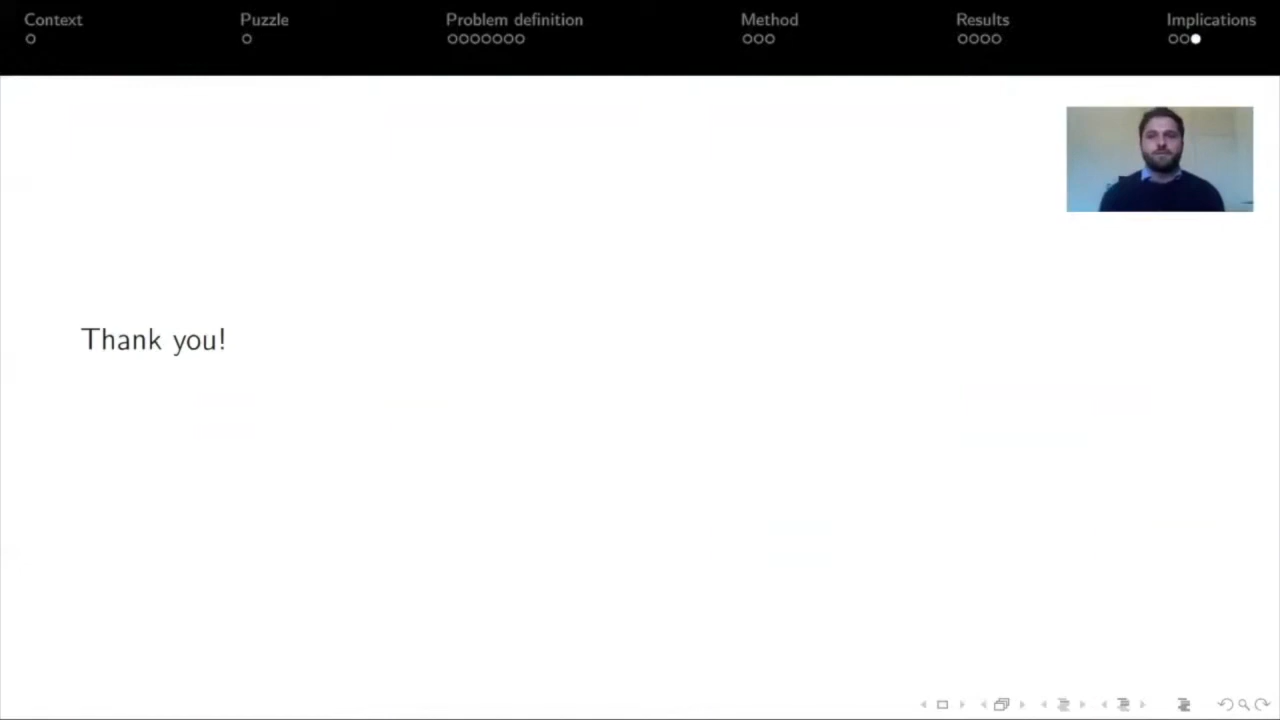 Context Puzzle Problem definition Method Results Implications
Thank you!